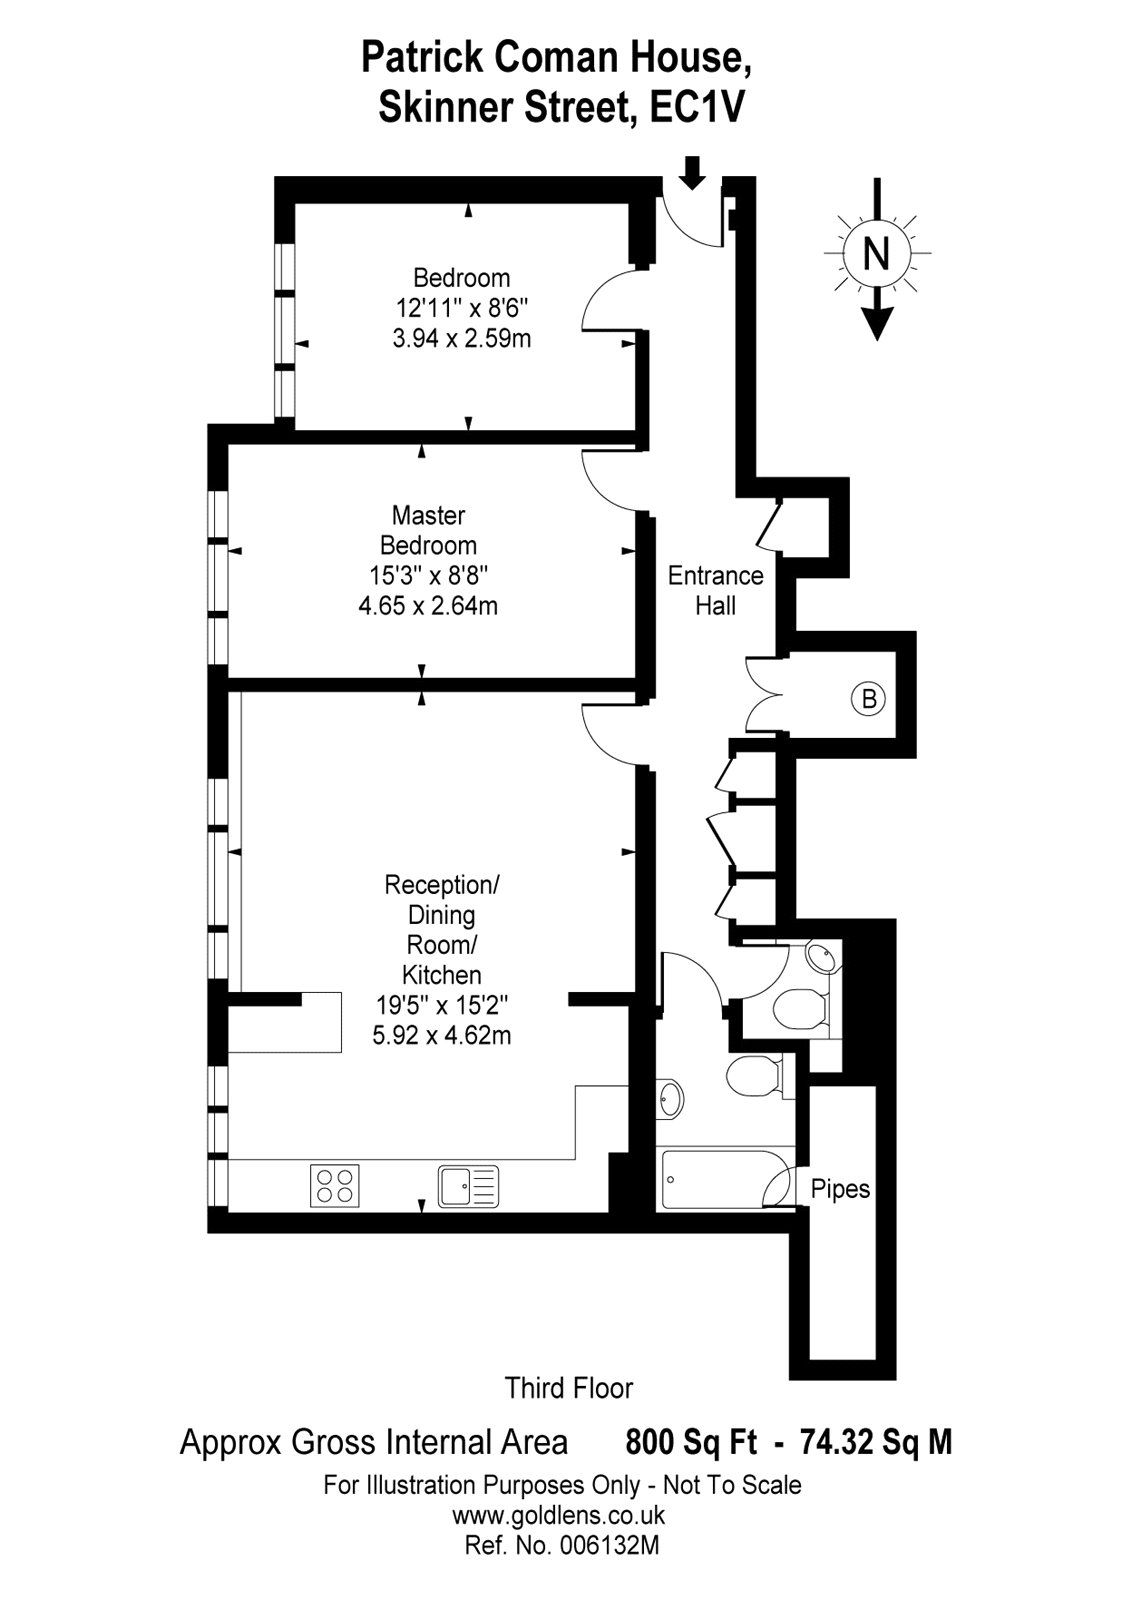 Patrick Coman House,
Skinner Street, EC1V
N
Bedroom
12'11" x 8'6"
3.94 x 2.59m
Master
Bedroom
15'3" x 8'8"
4.65 x 2.64m
Entrance
Hall
B
Reception/
Dining
Room/
Kitchen
19'5" x 15'2"
5.92 x 4.62m
Pipes
Third Floor
Approx Gross Internal Area 800 Sq Ft - 74.32 Sq M
For Illustration Purposes Only - Not To Scale
www.goldlens.co.uk
Ref. No. 006132M